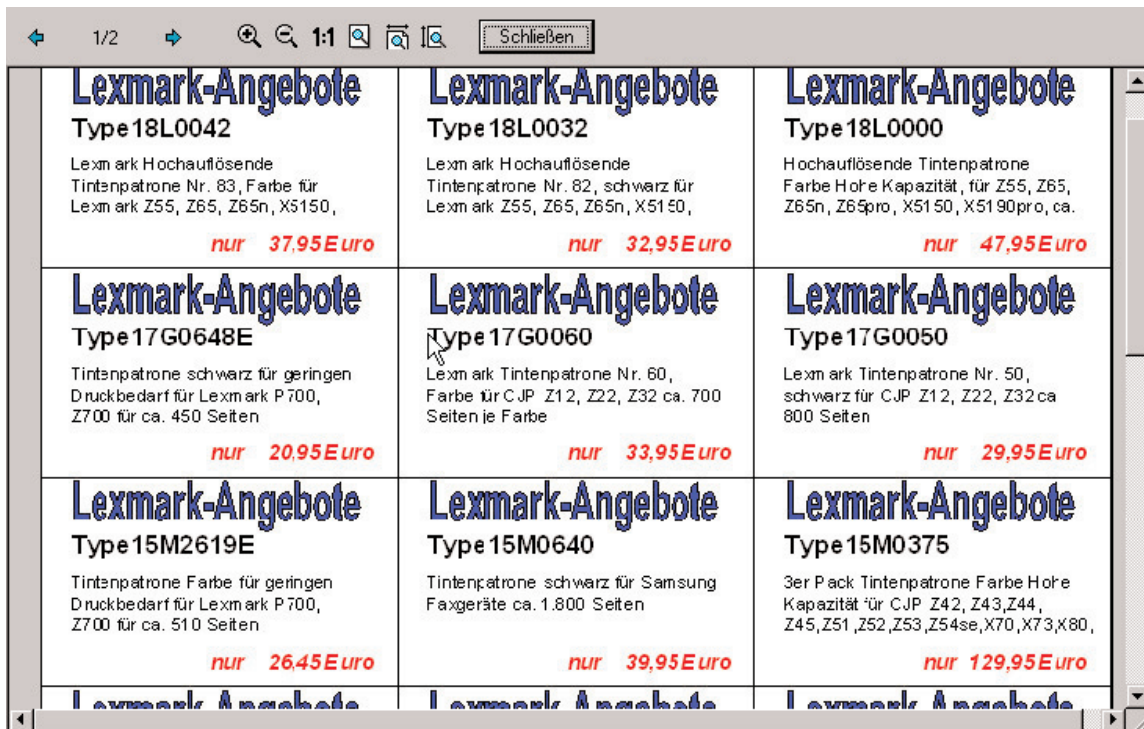 1/2 1:1 Schließen
Lexmark-Angebote Lexmark-Angebote Lexmark-Angebote
Type 18L0042 Type 18L0032 Type 18L0000
Lexmark Hochauflösende Lexmark Hochauflösende Hochauflösende Tintenpatrone
Tintenpatrone Nr. 83, Farbe für Tintenpatrone Nr. 82, schwarz für Farbe Hohe Kapazität, für Z55, Z65,
Lexmark Z55, Z65, Z65n, X5150, Lexmark Z55, Z65, Z65n, X5150, Z65n, Z65pro, X5150, X5190pro, ca.
nur 37,95 Euro nur 32,95 Euro nur 47,95 Euro
Lexmark-Angebote Lexmark-Angebote Lexmark-Angebote
Type 17G0648E Type 17G0060 Type 17G0050
Tintenpatrone schwarz für geringen Lexmark Tintenpatrone Nr. 60, Lexmark Tintenpatrone Nr. 50,
Druckbedarf für Lexmark P700, Farbe für CJP Z12, Z22, Z32 ca. 700 schwarz für CJP Z12, Z22, Z32 ca
Z700 für ca. 450 Seiten Seiten je Farbe 800 Seiten
nur 20,95 Euro nur 33,95 Euro nur 29,95 Euro
Lexmark-Angebote Lexmark-Angebote Lexmark-Angebote
Type 15M2619E Type 15M0640 Type 15M0375
Tintenpatrone Farbe für geringen Tintenpatrone schwarz für Samsung 3er Pack Tintenpatrone Farbe Hohe
Druckbedarf für Lexmark P700, Faxgeräte ca. 1.800 Seiten Kapazität für CJP Z42, Z43,Z44,
Z700 für ca. 510 Seiten Z45,Z51,Z52,Z53,Z54se,X70,X73,X80,
nur 26,45 Euro nur 39,95 Euro nur 129,95 Euro
Lexmark-Angebote Lexmark-Angebote Lexmark-Angebote